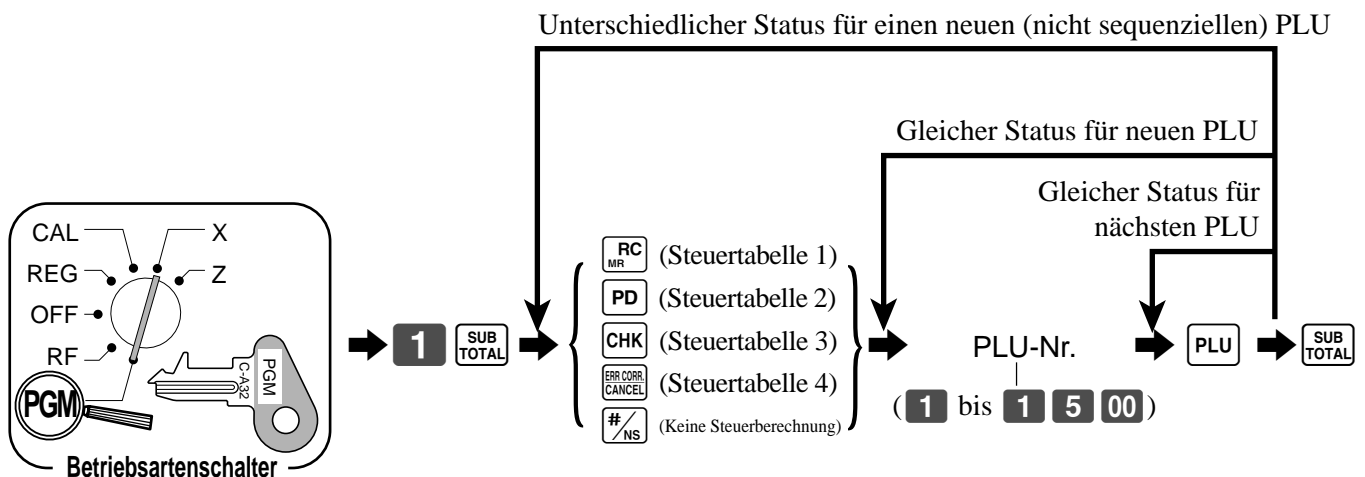 Unterschiedlicher Status für einen neuen (nicht sequenziellen) PLU
Gleicher Status für neuen PLU
Gleicher Status für
nächsten PLU
CAL
X
REG
Z
OFF
RF
PGM
PGM
C-A32
Betriebsartenschalter
1
SUB
TOTAL
RC
MR
(Steuertabelle 1)
PD
(Steuertabelle 2)
CHK
(Steuertabelle 3)
ERR CORR.
CANCEL
(Steuertabelle 4)
#/NS
(Keine Steuerberechnung)
PLU-Nr.
(1 bis 1 5 00)
PLU
SUB
TOTAL